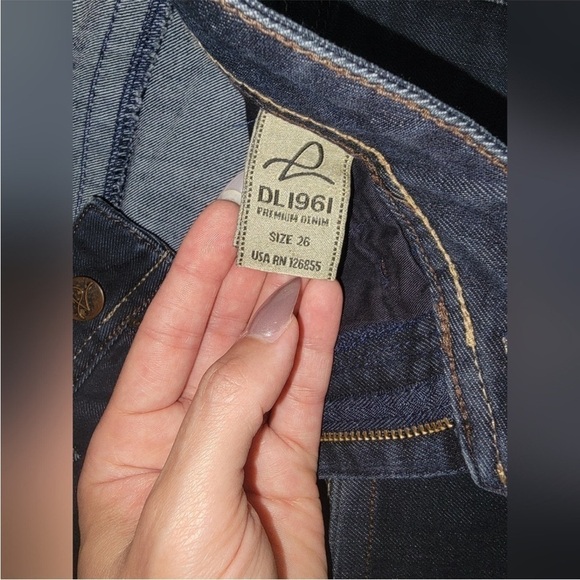 DL1961
PREMIUM DENIM
SIZE 26
USA RN 126855